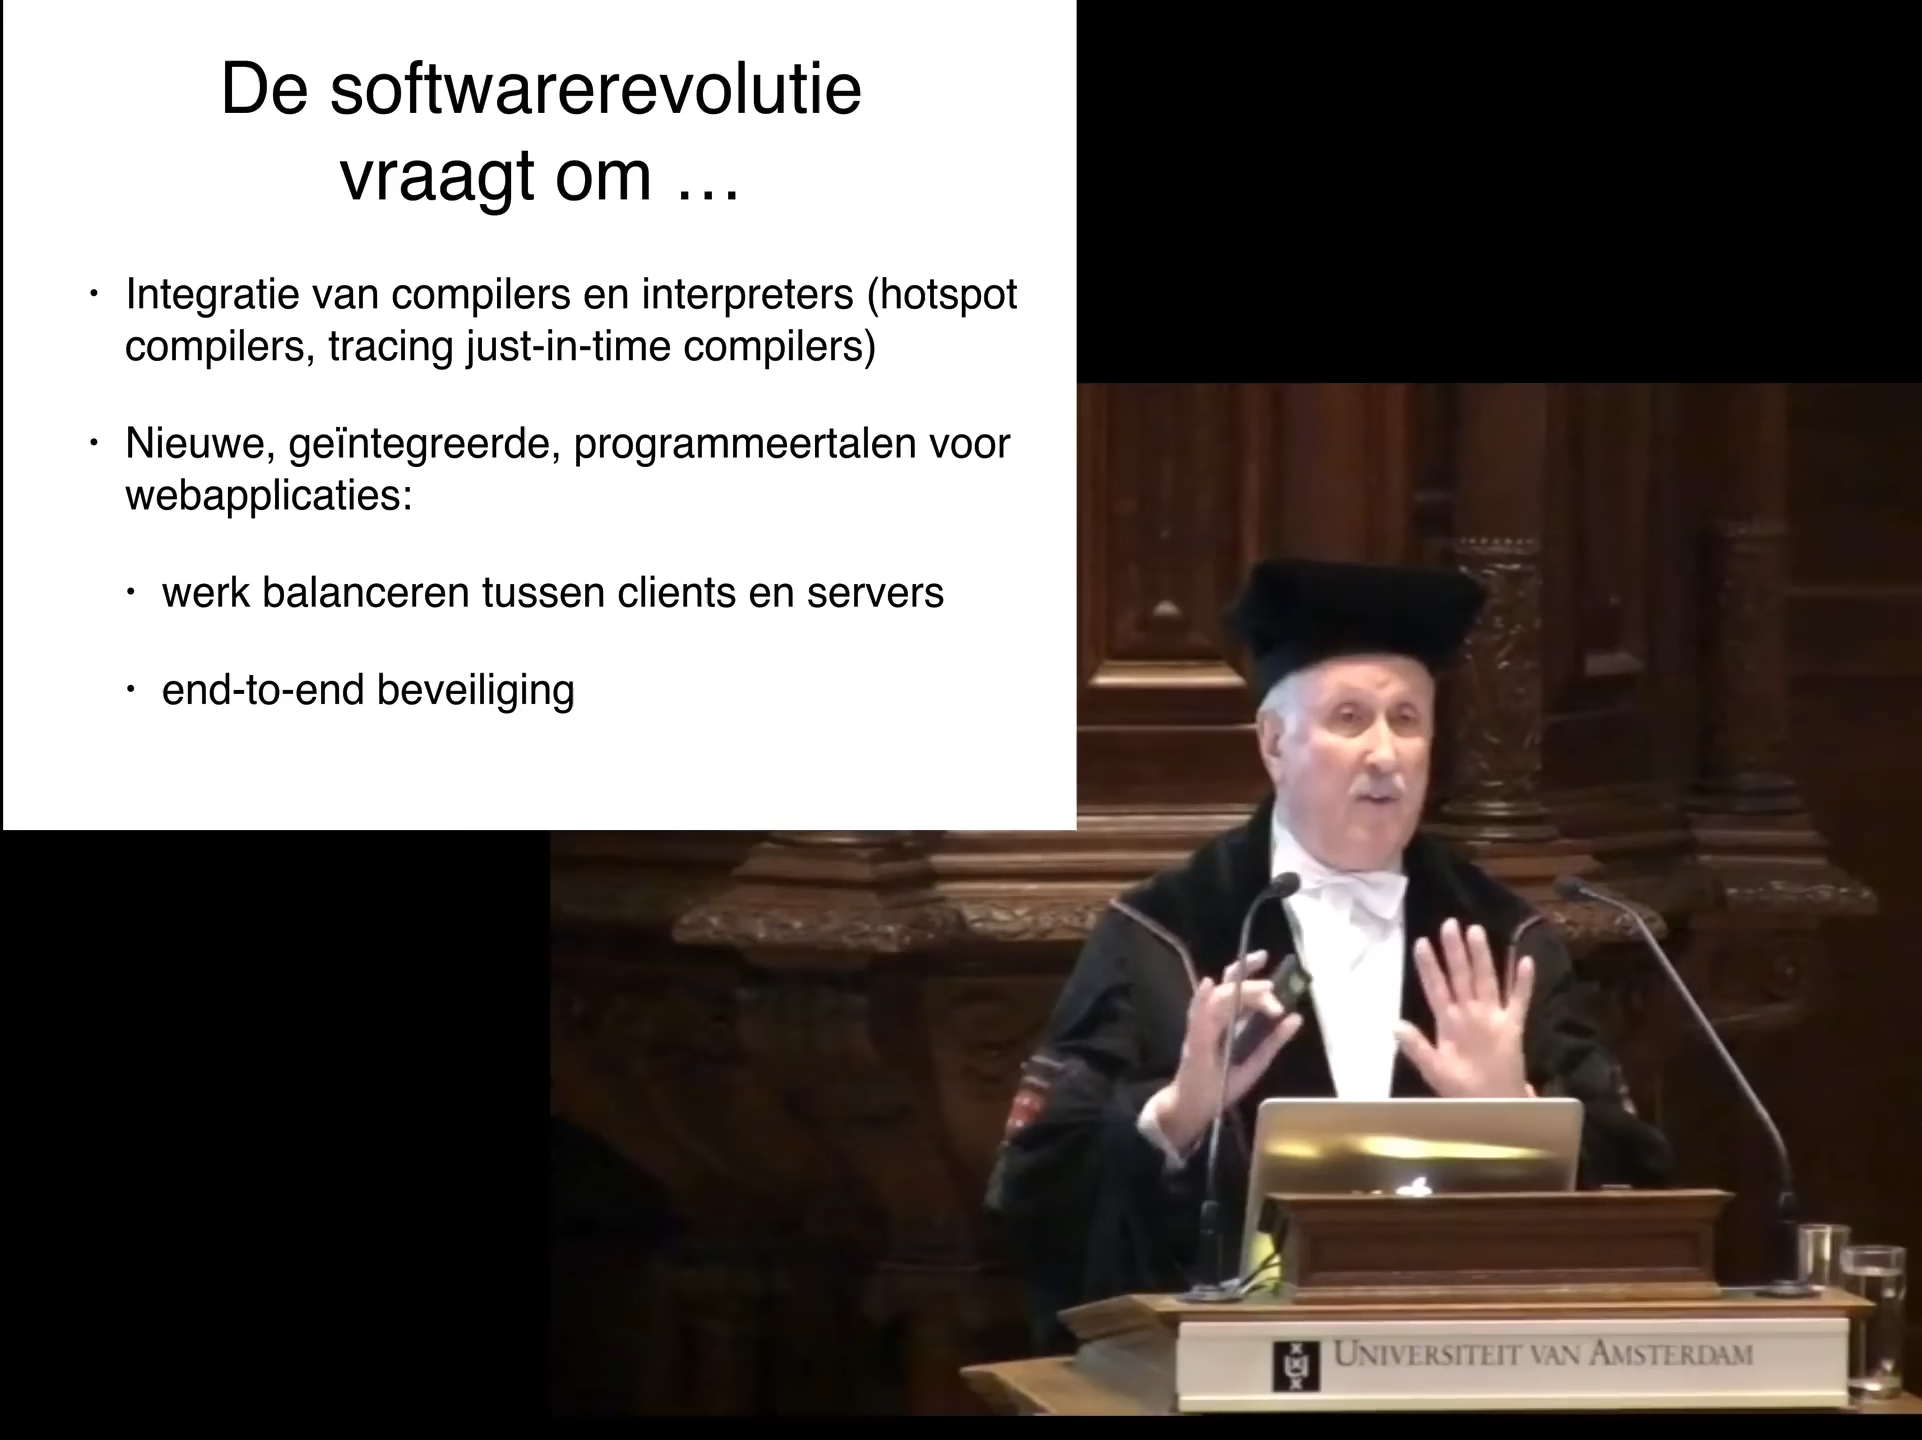 De softwarerevolutie
vraagt om …
• Integratie van compilers en interpreters (hotspot
compilers, tracing just-in-time compilers)
• Nieuwe, geïntegreerde, programmeertalen voor
webapplicaties:
• werk balanceren tussen clients en servers
• end-to-end beveiliging
UNIVERSITEIT VAN AMSTERDAM